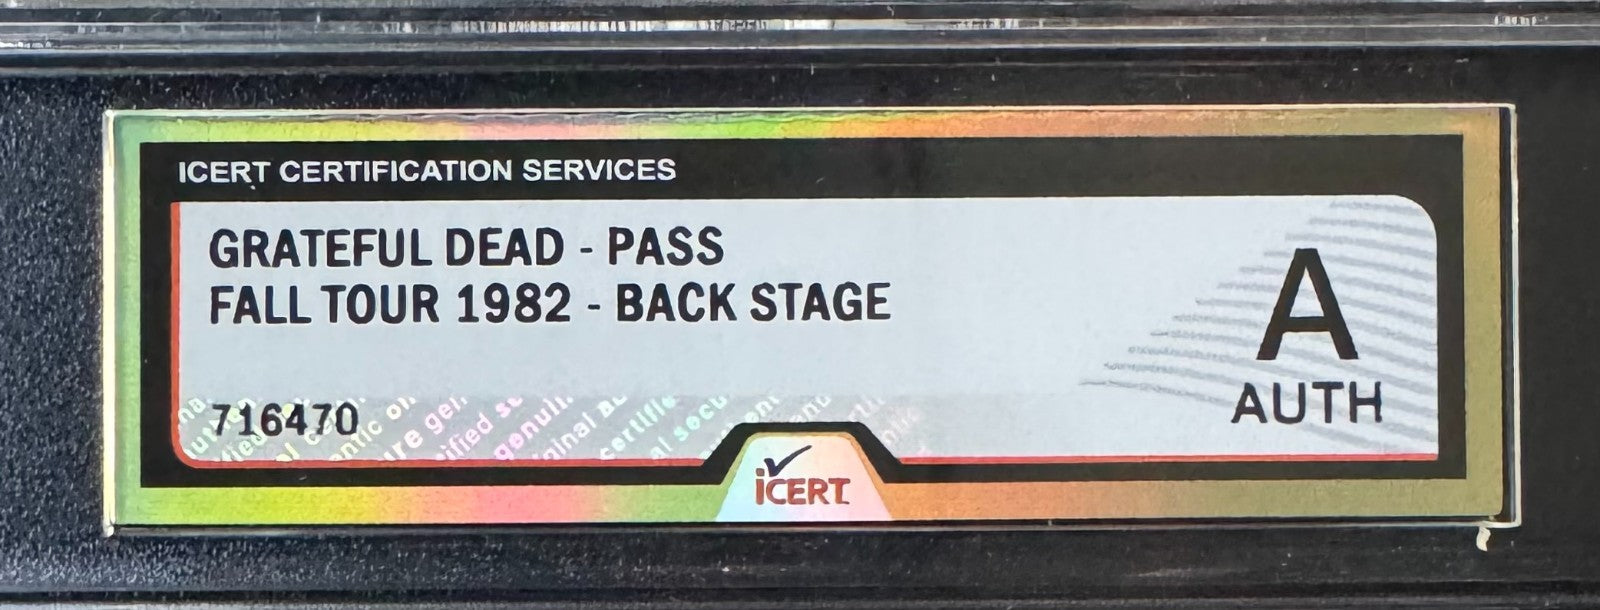 ICERT CERTIFICATION SERVICES
GRATEFUL DEAD - PASS
FALL TOUR 1982 - BACK STAGE
A
AUTH
716470
iCERT